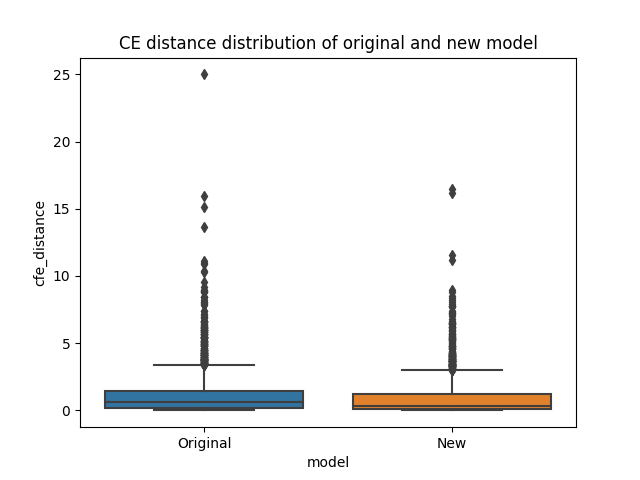 CE distance distribution of original and new model
25
20
15
10
5
0
cfe_distance
Original
New
model